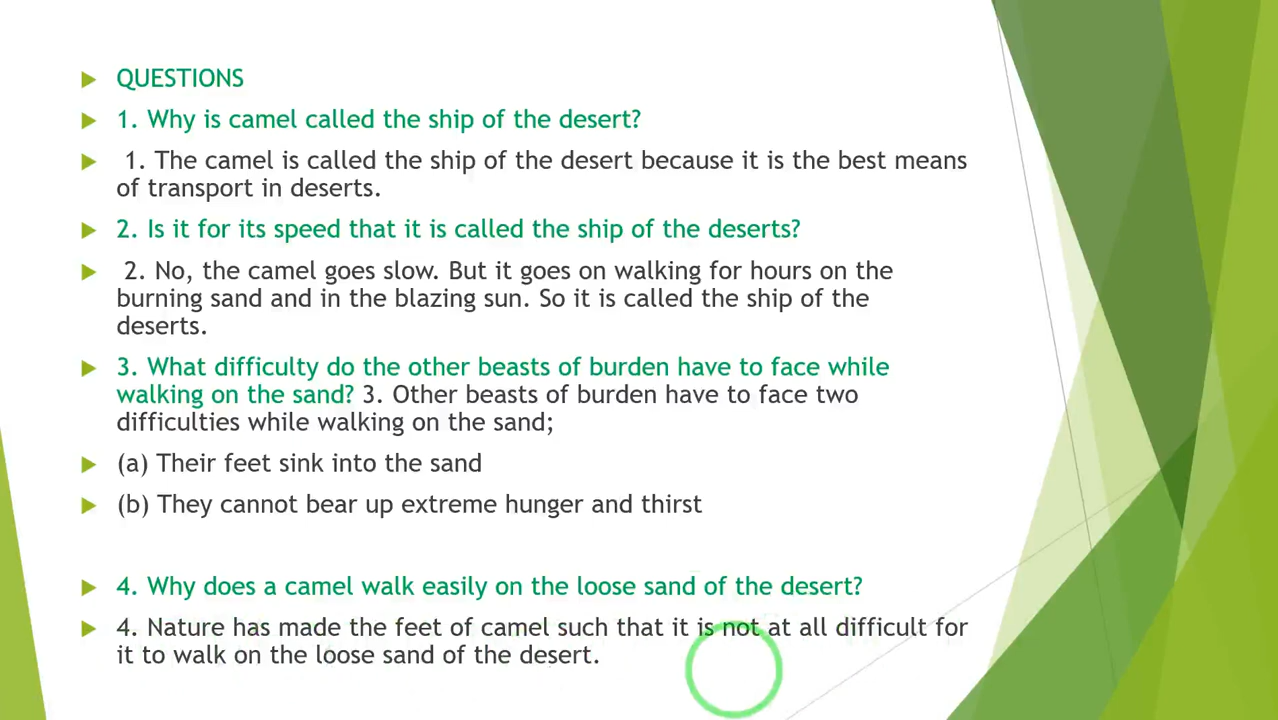 QUESTIONS
1. Why is camel called the ship of the desert?
1. The camel is called the ship of the desert because it is the best means
of transport in deserts.
2. Is it for its speed that it is called the ship of the deserts?
2. No, the camel goes slow. But it goes on walking for hours on the
burning sand and in the blazing sun. So it is called the ship of the
deserts.
3. What difficulty do the other beasts of burden have to face while
walking on the sand? 3. Other beasts of burden have to face two
difficulties while walking on the sand;
(a) Their feet sink into the sand
(b) They cannot bear up extreme hunger and thirst
4. Why does a camel walk easily on the loose sand of the desert?
4. Nature has made the feet of camel such that it is not at all difficult for
it to walk on the loose sand of the desert.